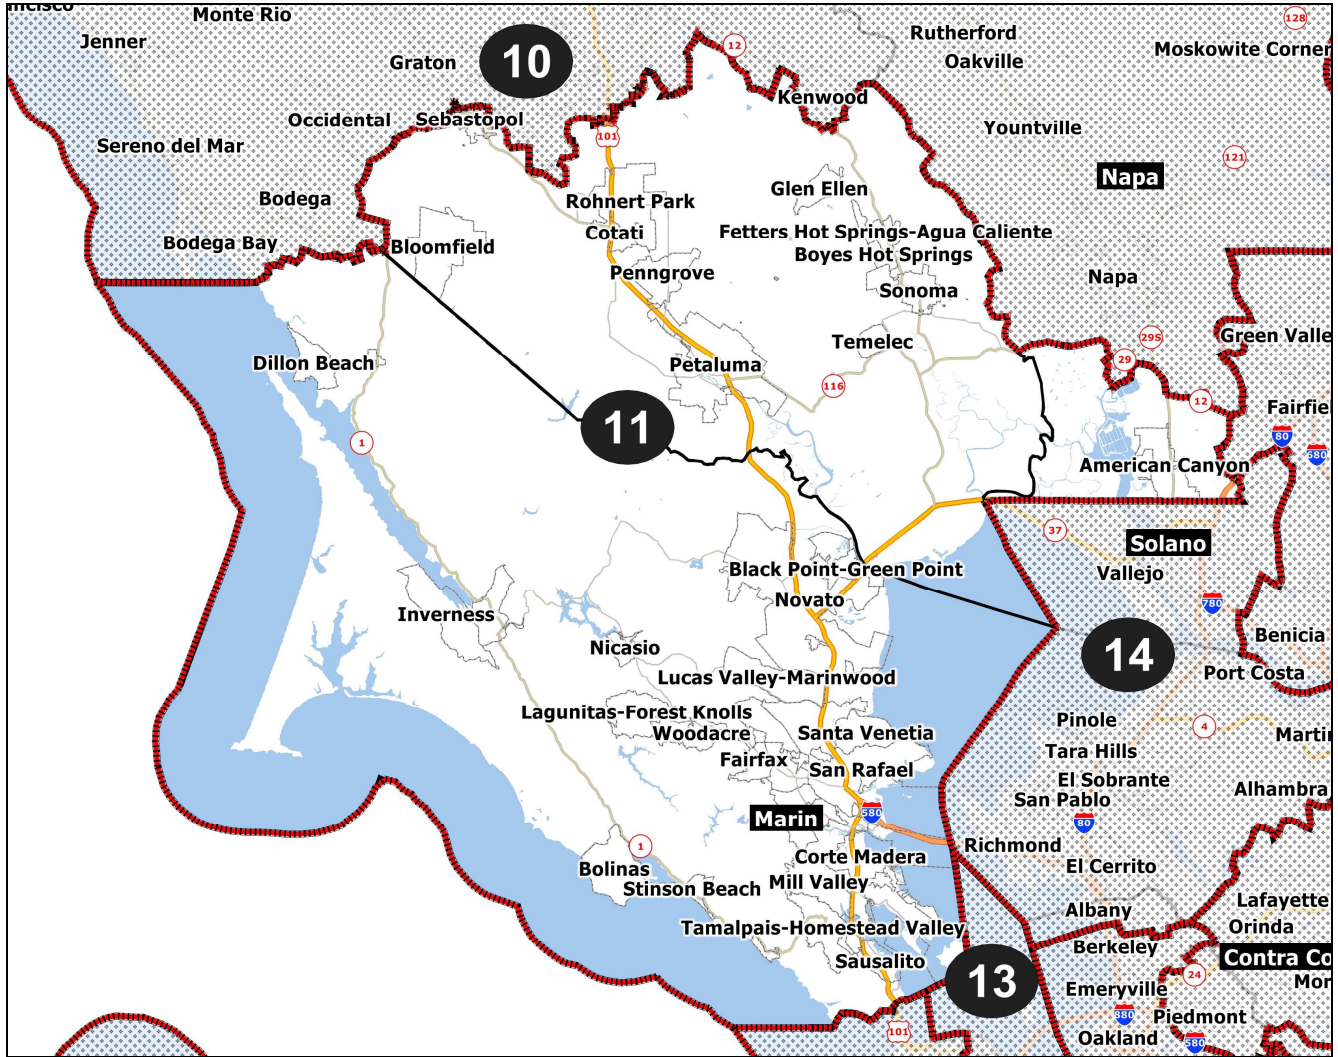 ncisco
Monte Rio
Jenner
Graton
10
12
Rutherford
Oakville
128
Moskowite Corner
Kenwood
Occidental
Sebastopol
101
Yountville
Sereno del Mar
121
Napa
Glen Ellen
Bodega
Rohnert Park
Cotati
Fetters Hot Springs-Agua Caliente
Boyes Hot Springs
Bodega Bay
Bloomfield
Penngrove
Napa
Sonoma
Green Valle
29S
Temelec
29
Dillon Beach
Petaluma
116
12
Fairfie
80
680
1
11
American Canyon
37
Solano
Vallejo
Black Point-Green Point
Novato
780
Inverness
Benicia
Nicasio
14
Port Costa
Lucas Valley-Marinwood
Lagunitas-Forest Knolls
Woodacre
Santa Venetia
Pinole
4
Martin
Tara Hills
Fairfax
San Rafael
El Sobrante
San Pablo
Alhambra
580
Marin
80
1
Richmond
Corte Madera
El Cerrito
Bolinas
Stinson Beach
Mill Valley
Albany
Lafayette
Tamalpais-Homestead Valley
Orinda
Berkeley
Sausalito
Contra Co
13
24
Mor
Emeryville
880
Piedmont
101
Oakland
580